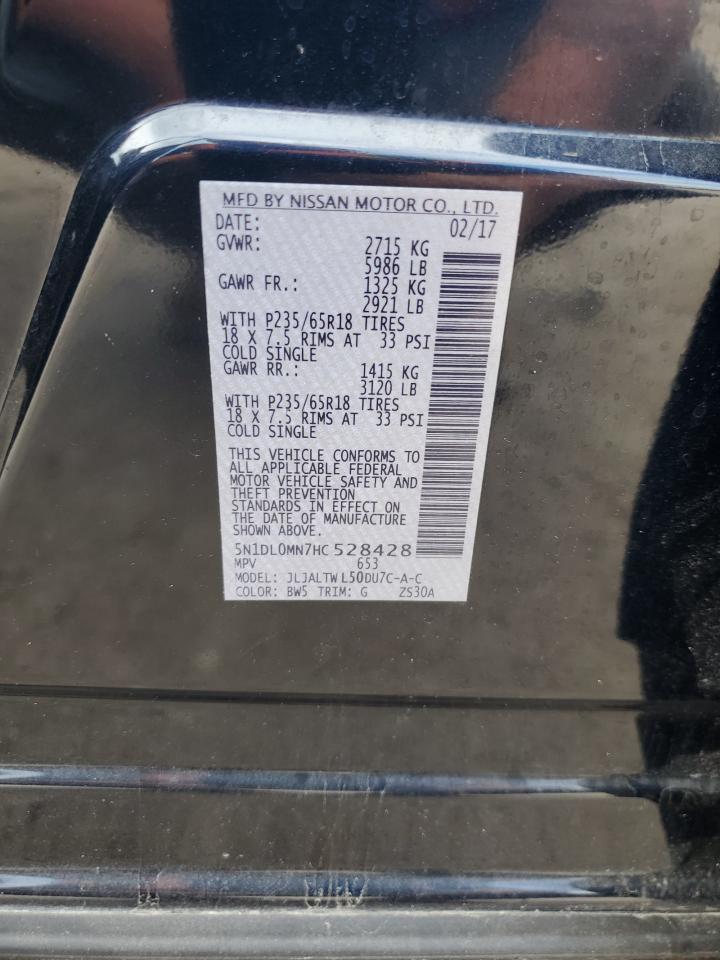 MFD BY NISSAN MOTOR CO., LTD.
DATE: 02/17
GVWR: 2715 KG
5986 LB
GAWR FR.: 1325 KG
2921 LB
WITH P235/65R18 TIRES
18 X 7.5 RIMS AT 33 PSI
COLD SINGLE
GAWR RR.: 1415 KG
3120 LB
WITH P235/65R18 TIRES
18 X 7.5 RIMS AT 33 PSI
COLD SINGLE
THIS VEHICLE CONFORMS TO
ALL APPLICABLE FEDERAL
MOTOR VEHICLE SAFETY AND
THEFT PREVENTION
STANDARDS IN EFFECT ON
THE DATE OF MANUFACTURE
SHOWN ABOVE.
5N1DL0MN7HC528428
MPV 653
MODEL: JLJALTWL50DU7C-A-C
COLOR: BW5 TRIM: G ZS30A